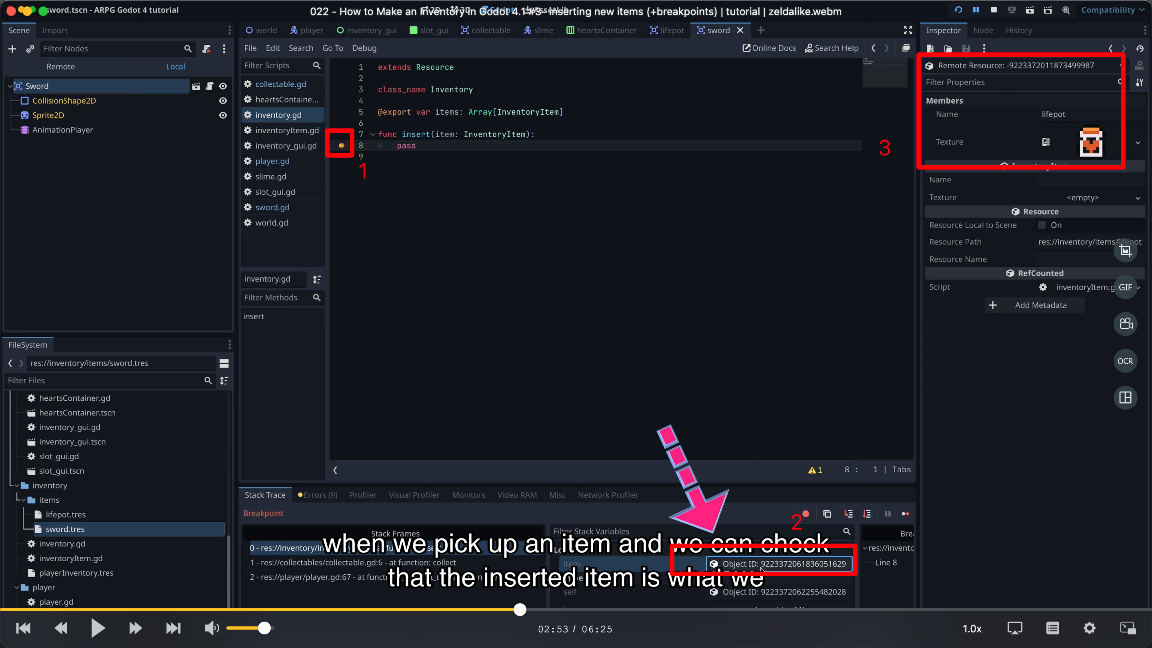 sword.tscn - ARPG Godot 4 tutorial
022 - How to Make an Inventory in Godot 4.1 #3 - Inserting new items (+breakpoints) | tutorial | zeldalike.webm
Compatibility
Scene
Import
Filter Nodes
Remote
Local
Sword
CollisionShape2D
Sprite2D
AnimationPlayer
world
player
inventory_gui
slot_gui
collectable
slime
heartsContainer
lifepot
sword
File
Edit
Search
Go To
Debug
Online Docs
Search Help
Filter Scripts
collectable.gd
heartsContaine...
inventory.gd
inventoryItem.gd
inventory_gui.gd
player.gd
slime.gd
slot_gui.gd
sword.gd
world.gd
inventory.gd
Filter Methods
insert
1 extends Resource
2
3 class_name Inventory
4
5 @export var items: Array[InventoryItem]
6
7 func insert(item: InventoryItem):
8 pass
9
1
3
1
8 : 1 | Tabs
Inspector
Node
History
Remote Resource: -9223372011873499987
Filter Properties
Members
Name
lifepot
Texture
Name
Texture
<empty>
Resource
Resource Local to Scene
On
Resource Path
res://inventory/items/lifepot
Resource Name
RefCounted
Script
inventoryItem.g
Add Metadata
GIF
OCR
FileSystem
res://inventory/items/sword.tres
Filter Files
heartsContainer.gd
heartsContainer.tscn
inventory_gui.gd
inventory_gui.tscn
slot_gui.gd
slot_gui.tscn
inventory
items
lifepot.tres
sword.tres
inventory.gd
inventoryItem.gd
playerInventory.tres
player
player.gd
Stack Trace
Errors (9)
Profiler
Visual Profiler
Monitors
Video RAM
Misc
Network Profiler
Breakpoint
2
Stack Frames
Filter Stack Variables
0 - res://inventory/in
1 - res://collectables/collectable.gd:6 - at function: collect
2 - res://player/player.gd:67 - at funct
item
Object ID: 9223372061836051629
self
Object ID: 9223372062255482028
Line 8
when we pick up an item and we can check
that the inserted item is what we
02:53 / 06:25
1.0x